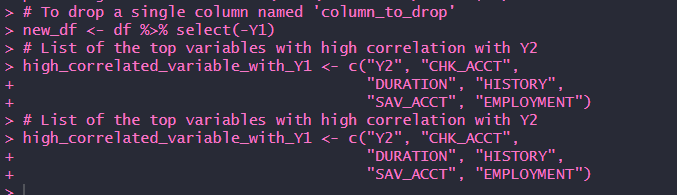 > # To drop a single column named 'column_to_drop'
> new_df <- df %>% select(-Y1)
> # List of the top variables with high correlation with Y2
> high_correlated_variable_with_Y1 <- c("Y2", "CHK_ACCT",
+ "DURATION", "HISTORY",
+ "SAV_ACCT", "EMPLOYMENT")
> # List of the top variables with high correlation with Y2
> high_correlated_variable_with_Y1 <- c("Y2", "CHK_ACCT",
+ "DURATION", "HISTORY",
+ "SAV_ACCT", "EMPLOYMENT")
>